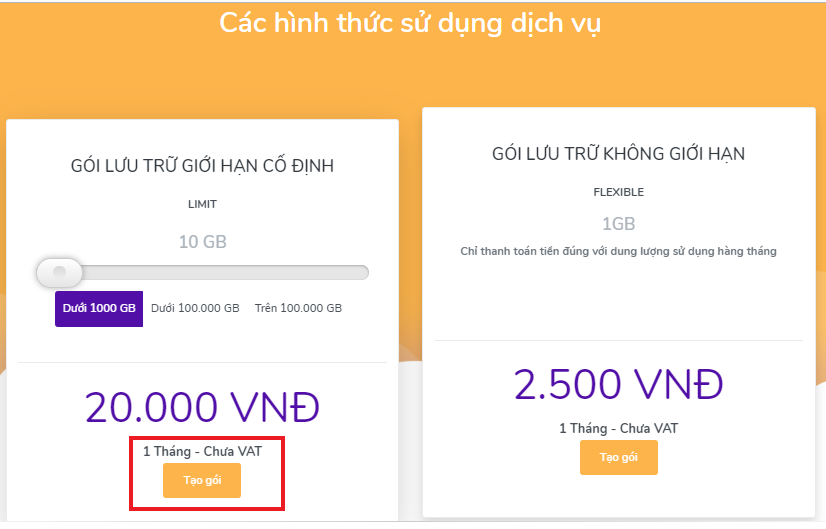 Các hình thức sử dụng dịch vụ
GÓI LƯU TRỮ GIỚI HẠN CỐ ĐỊNH
LIMIT
10 GB
Dưới 1000 GB Dưới 100.000 GB Trên 100.000 GB
20.000 VNĐ
1 Tháng - Chưa VAT
Tạo gói
GÓI LƯU TRỮ KHÔNG GIỚI HẠN
FLEXIBLE
1GB
Chỉ thanh toán tiền đúng với dung lượng sử dụng hàng tháng
2.500 VNĐ
1 Tháng - Chưa VAT
Tạo gói